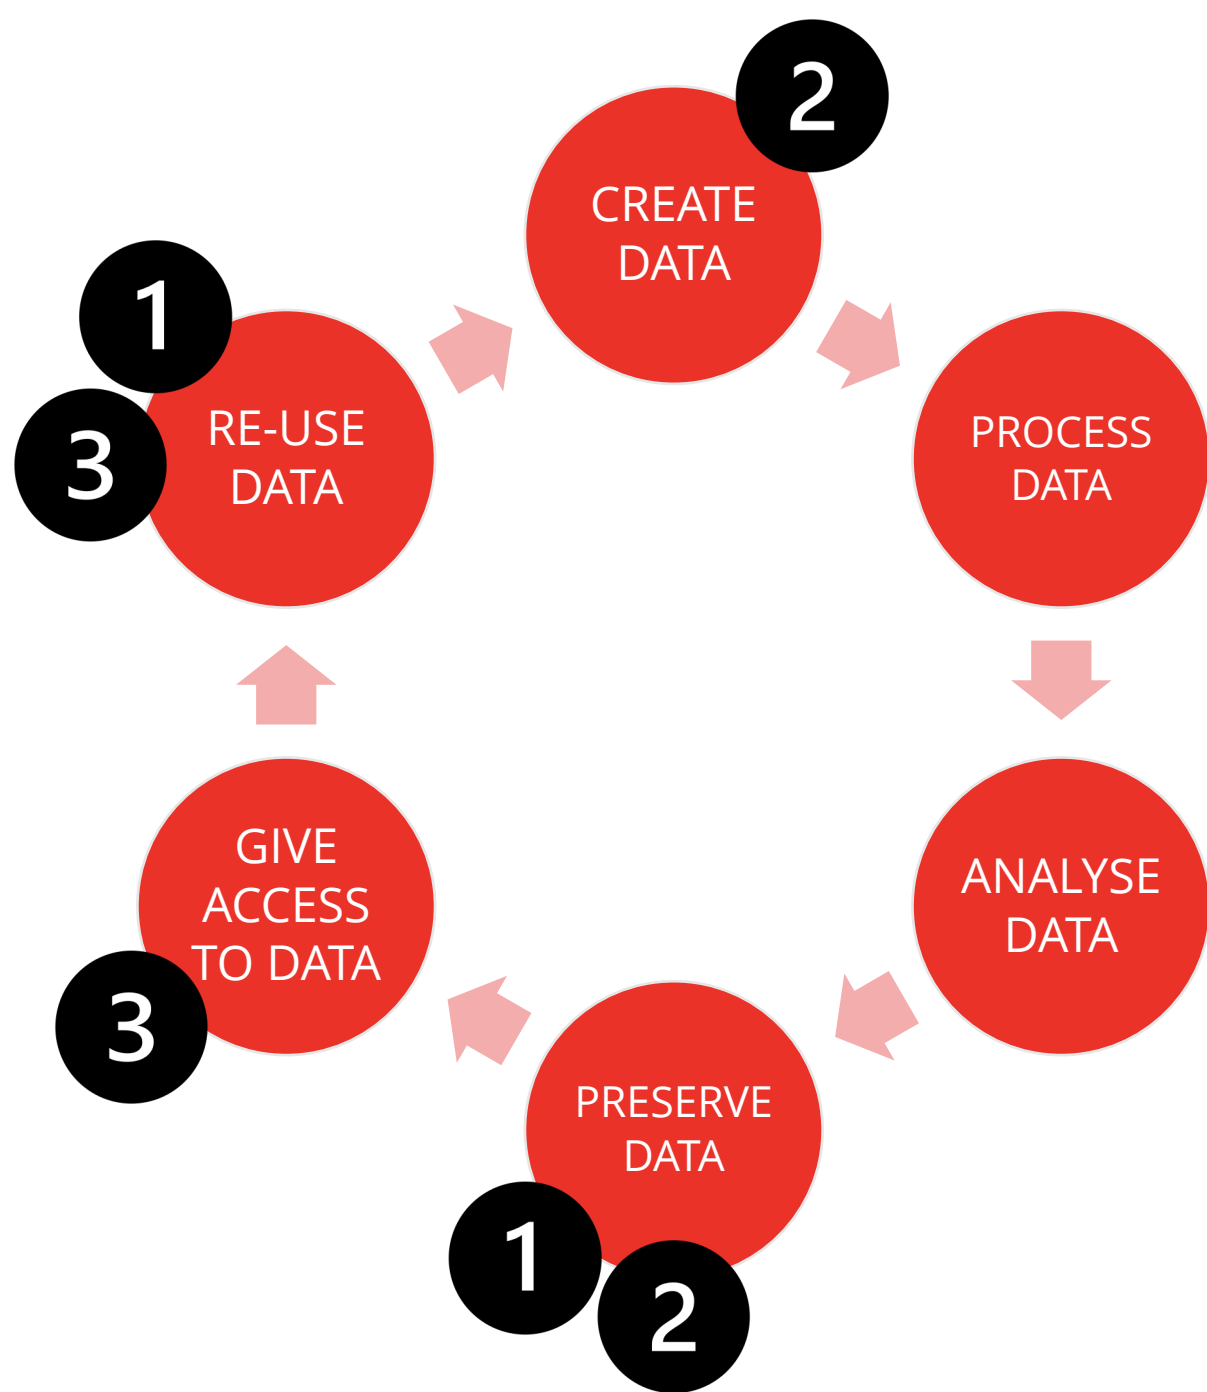 2
CREATE
DATA
1
3
RE-USE
DATA
PROCESS
DATA
GIVE
ACCESS
TO DATA
3
ANALYSE
DATA
PRESERVE
DATA
1
2